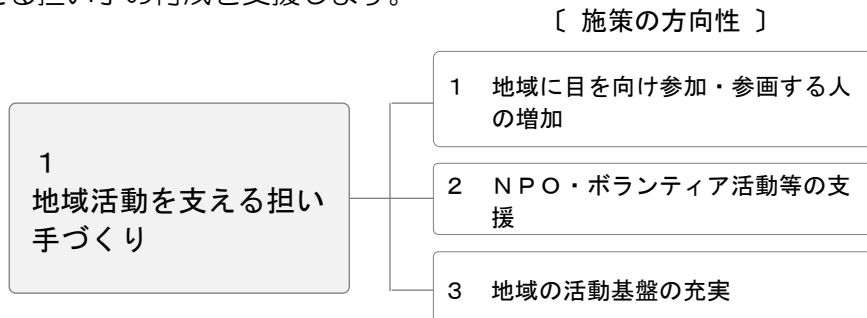 る担い手の育成を支援します。
〔 施策の方向性 〕
１
地域活動を支える担い
手づくり
１ 地域に目を向け参加・参画する人
の増加
２ ＮＰＯ・ボランティア活動等の支
援
３ 地域の活動基盤の充実